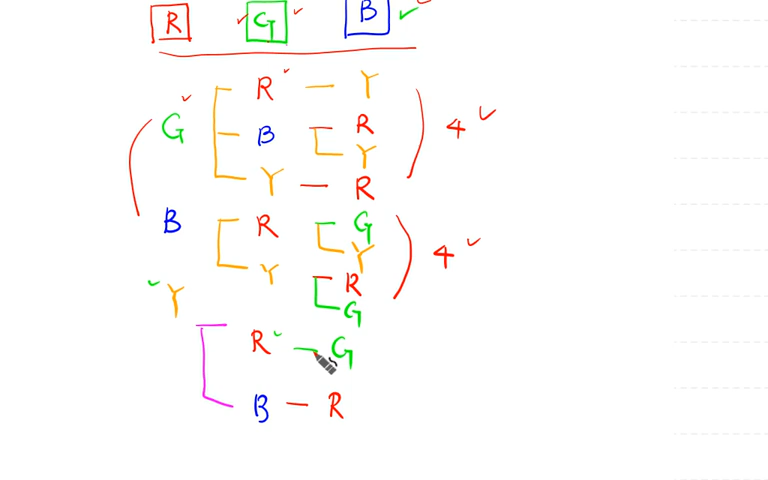 R G B
R — Y
G B R 4
Y
Y — R
B R G
Y Y 4
R
Y G
R — G
B — R